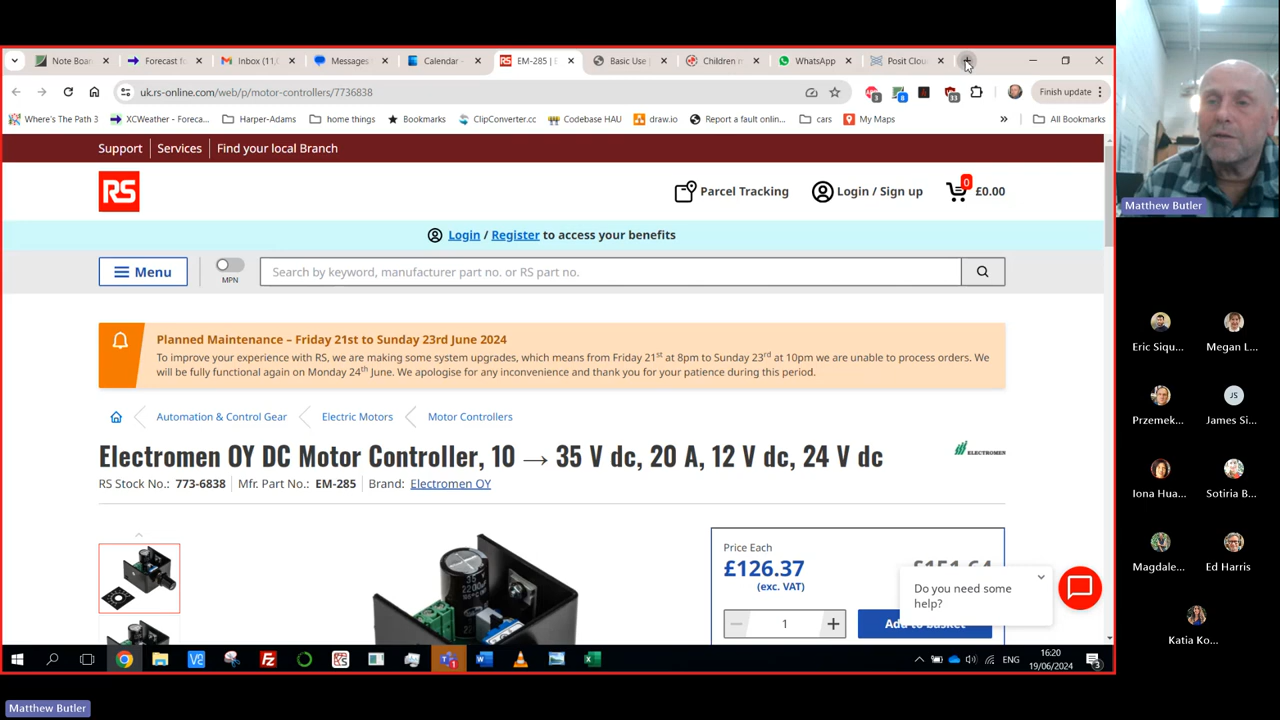 Note Boar
Forecast fo
Inbox (11,
Messages
Calendar -
EM-285 | E
Basic Use
Children m
WhatsApp
Posit Clou
uk.rs-online.com/web/p/motor-controllers/7736838
Finish update
Where's The Path 3
XCWeather - Foreca...
Harper-Adams
home things
Bookmarks
ClipConverter.cc
Codebase HAU
draw.io
Report a fault onlin...
cars
My Maps
»
All Bookmarks
Support
Services
Find your local Branch
RS
Parcel Tracking
Login / Sign up
0
£0.00
Login / Register to access your benefits
Menu
MPN
Search by keyword, manufacturer part no. or RS part no.
Planned Maintenance – Friday 21st to Sunday 23rd June 2024
To improve your experience with RS, we are making some system upgrades, which means from Friday 21st at 8pm to Sunday 23rd at 10pm we are unable to process orders. We
will be fully functional again on Monday 24th June. We apologise for any inconvenience and thank you for your patience during this period.
Automation & Control Gear
Electric Motors
Motor Controllers
Electromen OY DC Motor Controller, 10 → 35 V dc, 20 A, 12 V dc, 24 V dc
ELECTROMEN
RS Stock No.: 773-6838 | Mfr. Part No.: EM-285 | Brand: Electromen OY
Price Each
£126.37
(exc. VAT)
£151.64
Do you need some
help?
1
Add to basket
ENG
16:20
19/06/2024
3
Matthew Butler
Eric Siqu...
Megan L...
Przemek...
JS
James Si...
Iona Hua...
Sotiria B...
Magdale...
Ed Harris
Katia Ko...
Matthew Butler